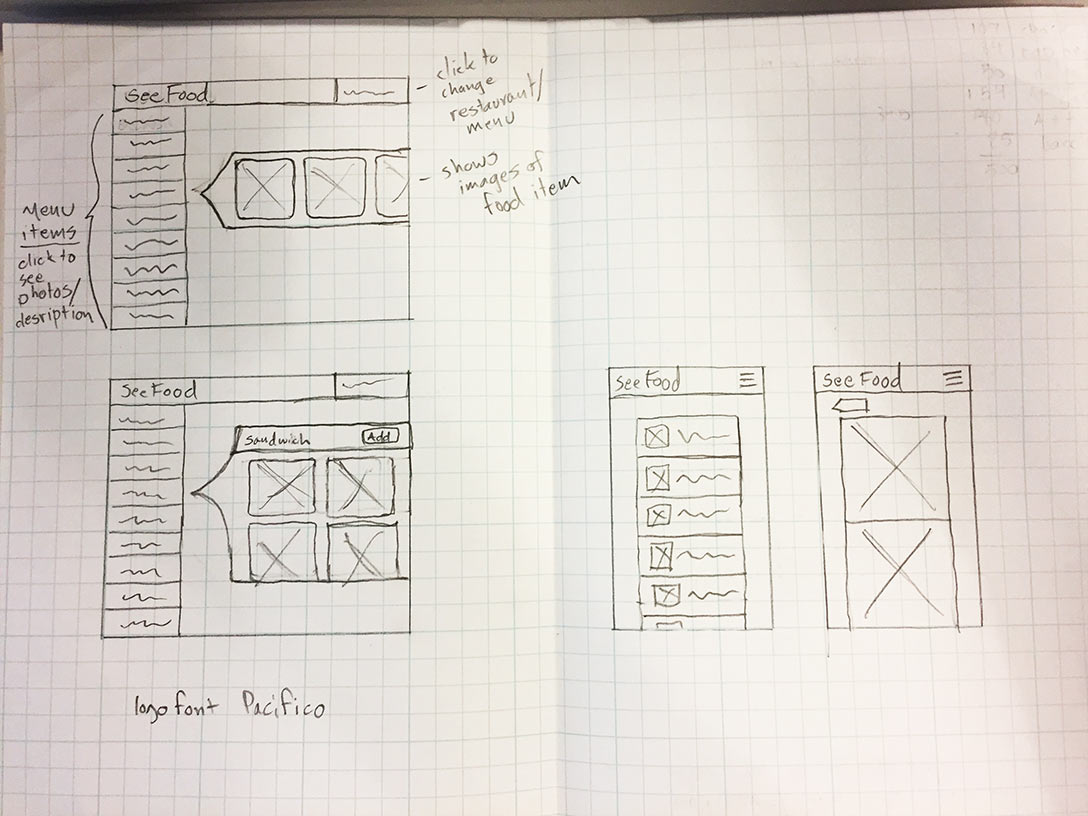 See Food
click to
change
restaurant/
menu
shows
images of
food item
Menu
items
click to
see
photos/
desription
See Food
Sandwich
Add
See Food
See Food
logo font Pacifico